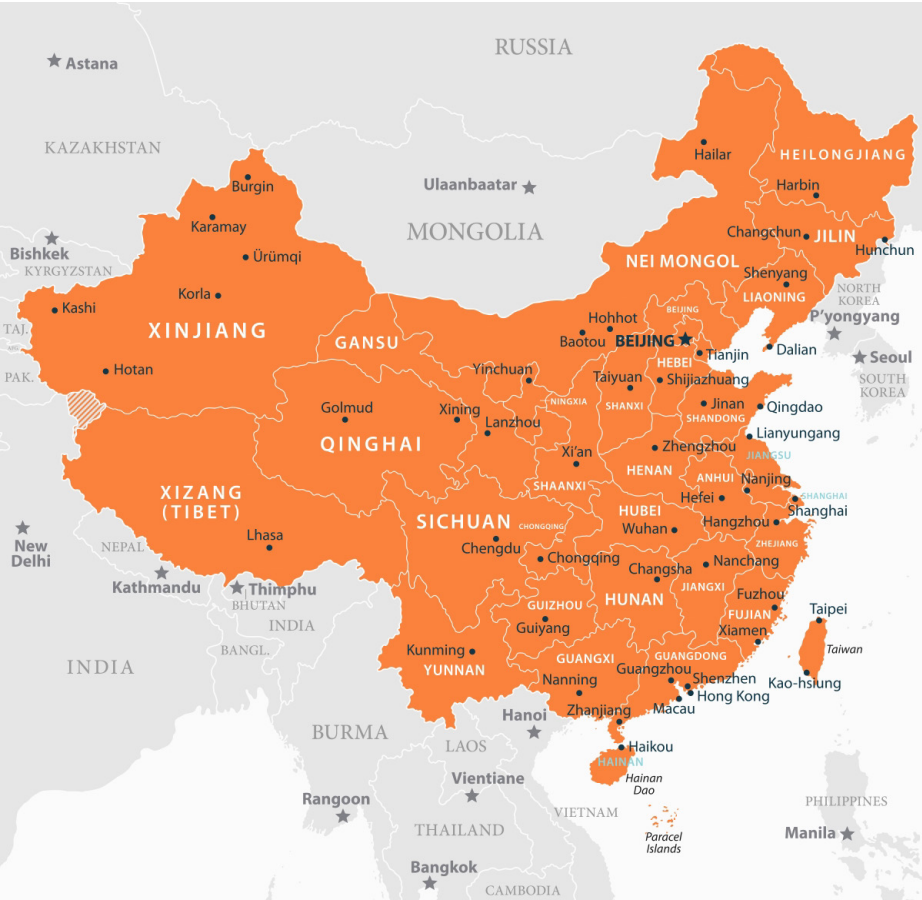 RUSSIA
Astana
KAZAKHSTAN
Hailar
HEILONGJIANG
Burgin
Ulaanbaatar
Harbin
Karamay
MONGOLIA
Changchun
JILIN
Bishkek
Hunchun
KYRGYZSTAN
Ürümqi
NEI MONGOL
Shenyang
Korla
LIAONING
NORTH
KOREA
Kashi
BEIJING
P'yongyang
TAJ.
XINJIANG
Hohhot
GANSU
Baotou
BEIJING
Dalian
Tianjin
Seoul
HEBEI
Hotan
Yinchuan
Taiyuan
Shijiazhuang
SOUTH
KOREA
PAK.
NINGXIA
SHANXI
Jinan
Qingdao
Golmud
Xining
SHANDONG
Lanzhou
Lianyungang
QINGHAI
Xi'an
Zhengzhou
JIANGSU
HENAN
SHAANXI
ANHUI
Nanjing
XIZANG
(TIBET)
Hefei
SHANGHAI
Shanghai
SICHUAN
CHONGQING
HUBEI
Wuhan
Hangzhou
Lhasa
Chengdu
ZHEJIANG
New
Delhi
NEPAL
Chongqing
Changsha
Nanchang
Kathmandu
Thimphu
JIANGXI
BHUTAN
GUIZHOU
HUNAN
Fuzhou
Taipei
INDIA
Guiyang
FUJIAN
Xiamen
BANGL.
Kunming
Taiwan
INDIA
YUNNAN
GUANGXI
GUANGDONG
Guangzhou
Nanning
Shenzhen
Kao-hsiung
Hong Kong
Zhanjiang
Macau
Hanoi
BURMA
LAOS
Haikou
HAINAN
Hainan
Dao
Vientiane
Rangoon
VIETNAM
PHILIPPINES
THAILAND
Paracel
Islands
Manila
Bangkok
CAMBODIA